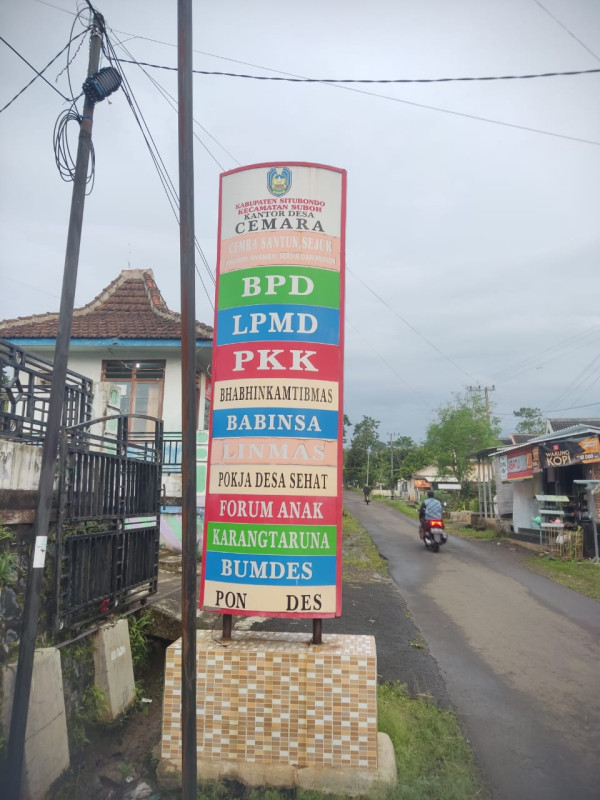 KABUPATEN SITUBONDO
KECAMATAN SUBOH
KANTOR DESA
CEMARA
CEMRA SANTUN, SEJUK
BPD
LPMD
PKK
BHABHINKAMTIBMAS
BABINSA
LINMAS
POKJA DESA SEHAT
FORUM ANAK
KARANGTARUNA
BUMDES
PON DES
WARUNG
KOPI